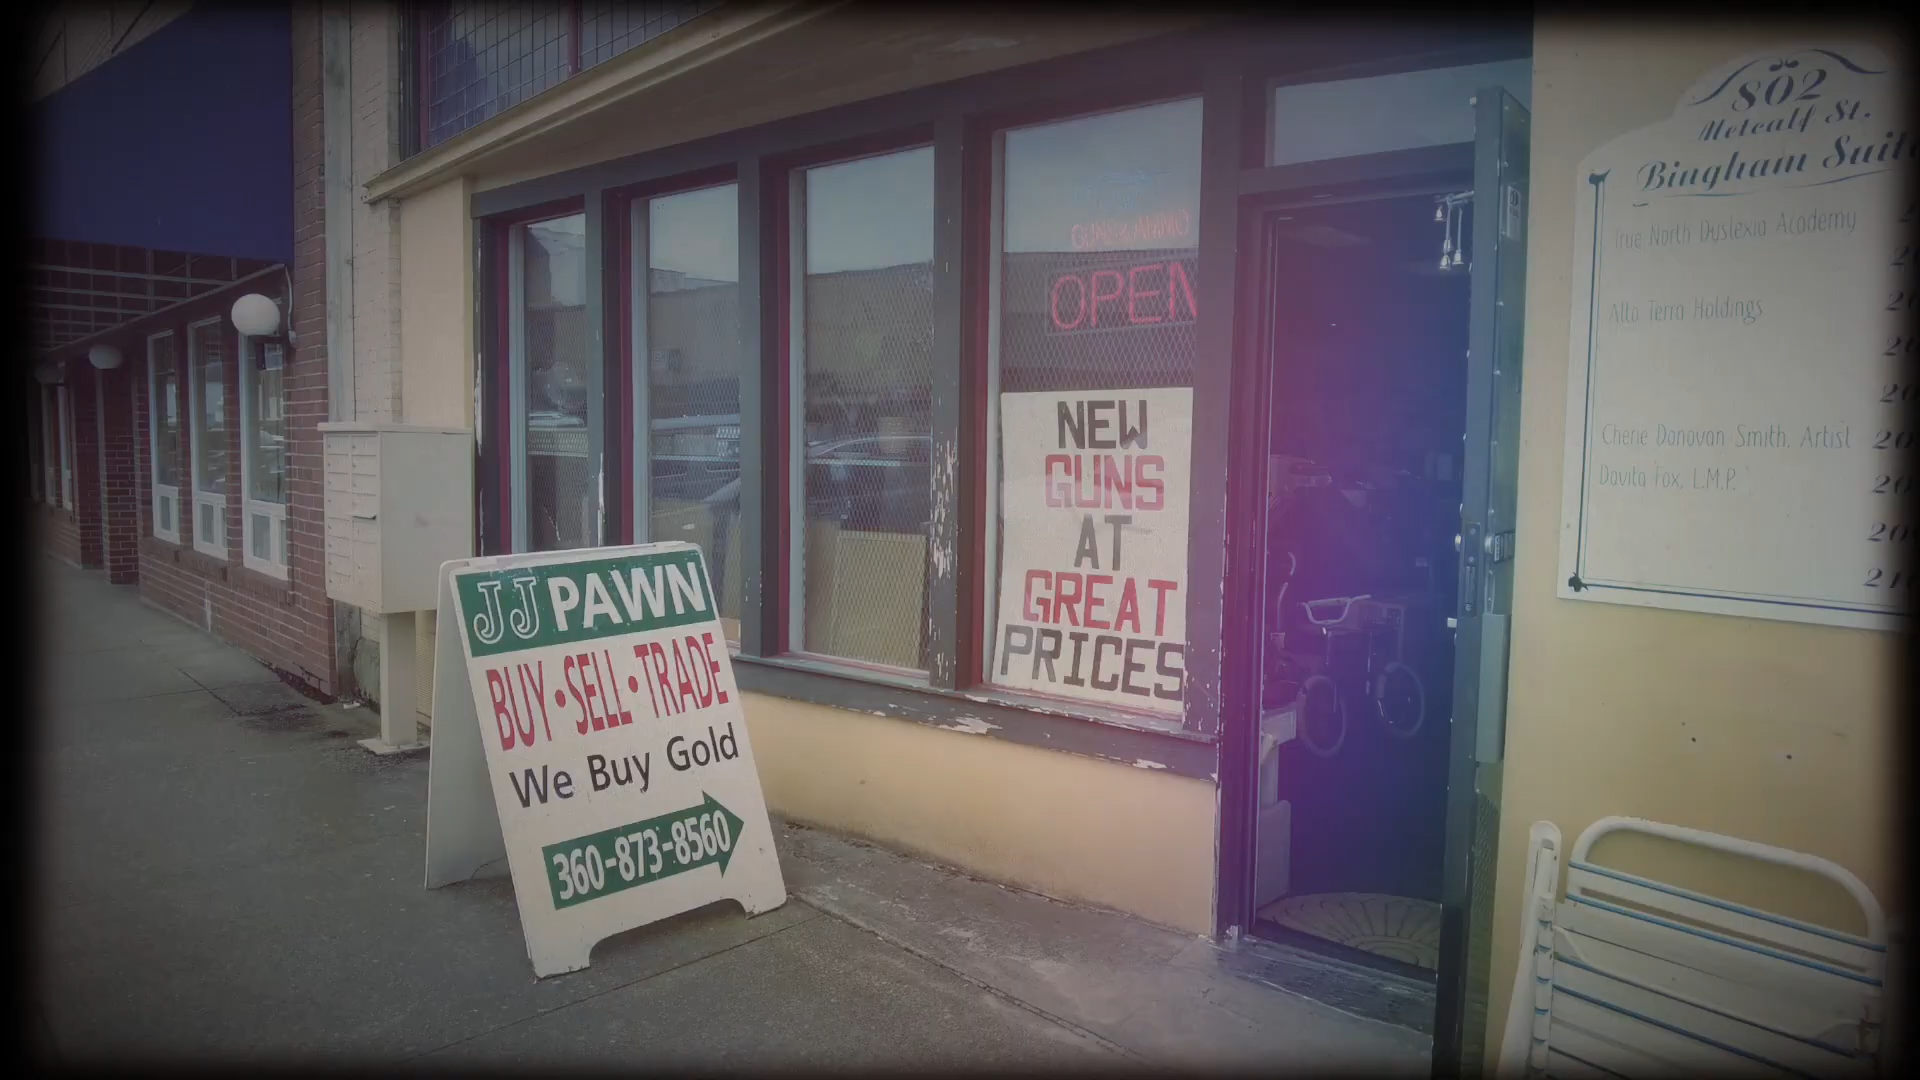 JJ PAWN
BUY • SELL • TRADE
We Buy Gold
360-873-8560
OPEN
NEW
GUNS
AT
GREAT
PRICES
802
Metcalf St.
Bingham
True North Dyslexia Academy
Alta Terra Holdings
Cherie Donovan Smith, Artist
Davita Fox, L.M.P.